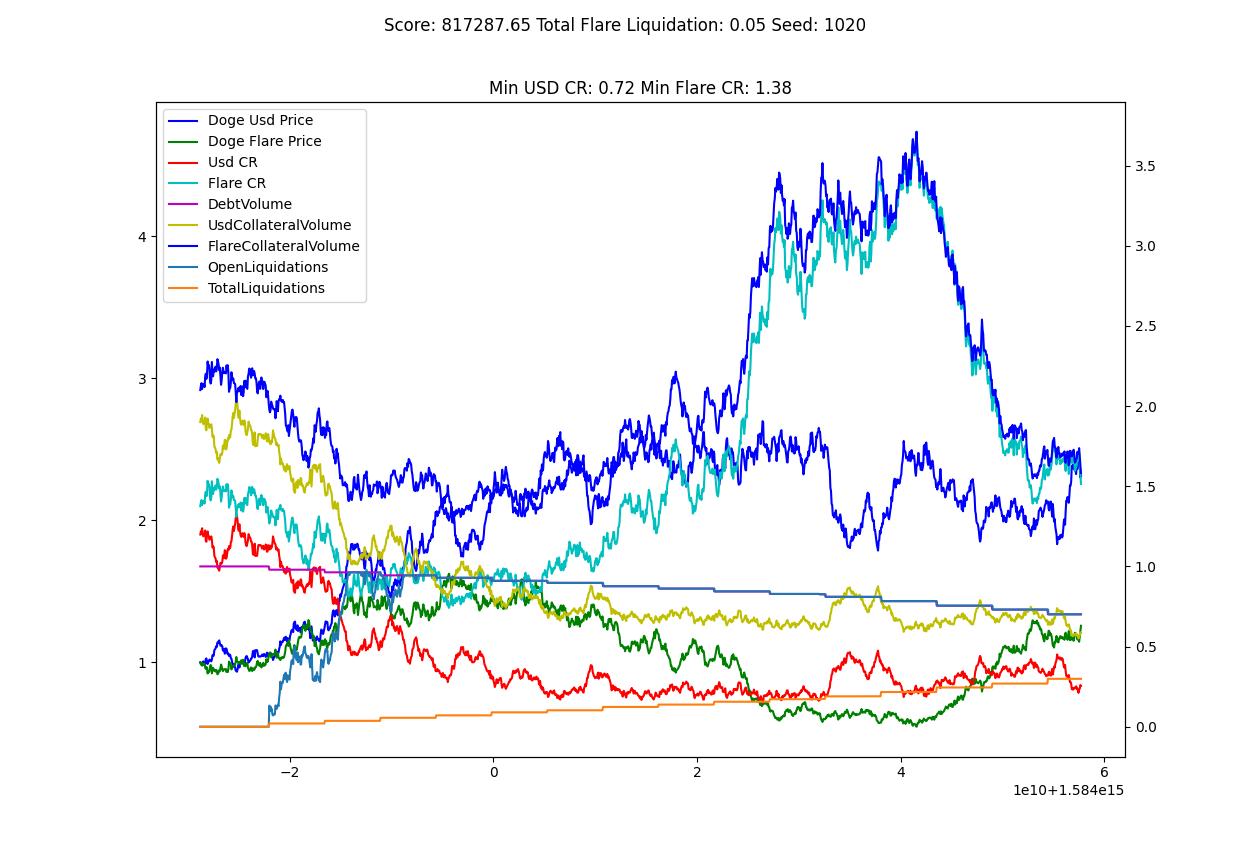 Score: 817287.65 Total Flare Liquidation: 0.05 Seed: 1020
Min USD CR: 0.72 Min Flare CR: 1.38
Doge Usd Price
Doge Flare Price
Usd CR
Flare CR
DebtVolume
UsdCollateralVolume
FlareCollateralVolume
OpenLiquidations
TotalLiquidations
4
3
2
1
3.5
3.0
2.5
2.0
1.5
1.0
0.5
0.0
−2 0 2 4 6
1e10+1.584e15